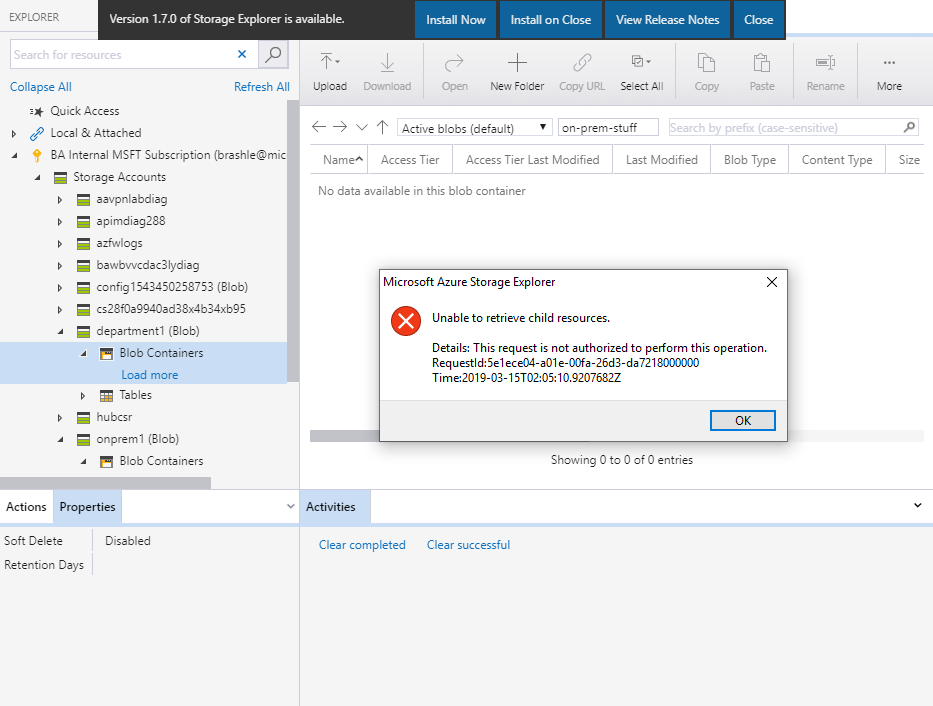 EXPLORER
Version 1.7.0 of Storage Explorer is available.
Install Now
Install on Close
View Release Notes
Close
Search for resources
Collapse All
Refresh All
Quick Access
Local & Attached
BA Internal MSFT Subscription (brashle@mic
Storage Accounts
aavpnlabdiag
apimdiag288
azfwlogs
bawbvvcdac3lydiag
config1543450258753 (Blob)
cs28f0a9940ad38x4b34xb95
department1 (Blob)
Blob Containers
Load more
Tables
hubcsr
onprem1 (Blob)
Blob Containers
Upload
Download
Open
New Folder
Copy URL
Select All
Copy
Paste
Rename
More
Active blobs (default)
on-prem-stuff
Search by prefix (case-sensitive)
Name
Access Tier
Access Tier Last Modified
Last Modified
Blob Type
Content Type
Size
No data available in this blob container
Microsoft Azure Storage Explorer
Unable to retrieve child resources.
Details: This request is not authorized to perform this operation.
RequestId:5e1ece04-a01e-00fa-26d3-da7218000000
Time:2019-03-15T02:05:10.9207682Z
OK
Showing 0 to 0 of 0 entries
Actions
Properties
Soft Delete
Disabled
Retention Days
Activities
Clear completed
Clear successful